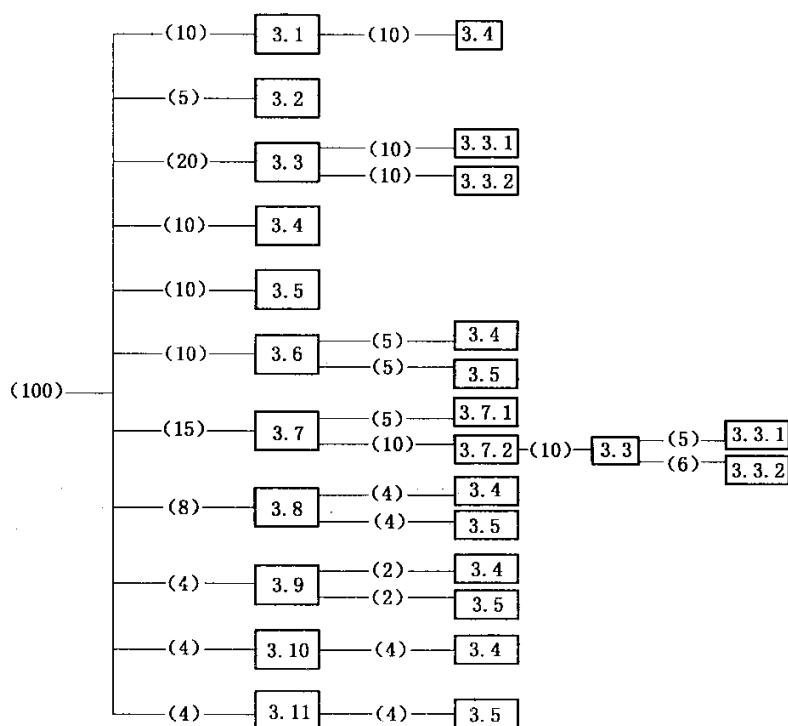 (10) 3.1 (10) 3.4
(5) 3.2
(20) 3.3 (10) 3.3.1
(10) 3.3.2
(10) 3.4
(10) 3.5
(10) 3.6 (5) 3.4
(5) 3.5
(100)
(15) 3.7 (5) 3.7.1
(10) 3.7.2 (10) 3.3 (5) 3.3.1
(6) 3.3.2
(8) 3.8 (4) 3.4
(4) 3.5
(4) 3.9 (2) 3.4
(2) 3.5
(4) 3.10 (4) 3.4
(4) 3.11 (4) 3.5